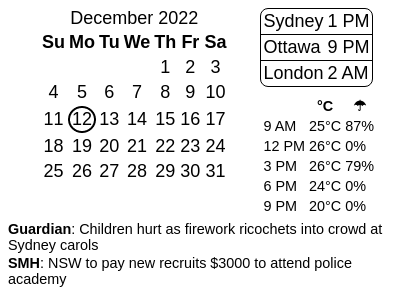 December 2022
Su Mo Tu We Th Fr Sa
1 2 3
4 5 6 7 8 9 10
11 12 13 14 15 16 17
18 19 20 21 22 23 24
25 26 27 28 29 30 31
Sydney 1 PM
Ottawa 9 PM
London 2 AM
°C ☂
9 AM 25°C 87%
12 PM 26°C 0%
3 PM 26°C 79%
6 PM 24°C 0%
9 PM 20°C 0%
Guardian: Children hurt as firework ricochets into crowd at
Sydney carols
SMH: NSW to pay new recruits $3000 to attend police
academy